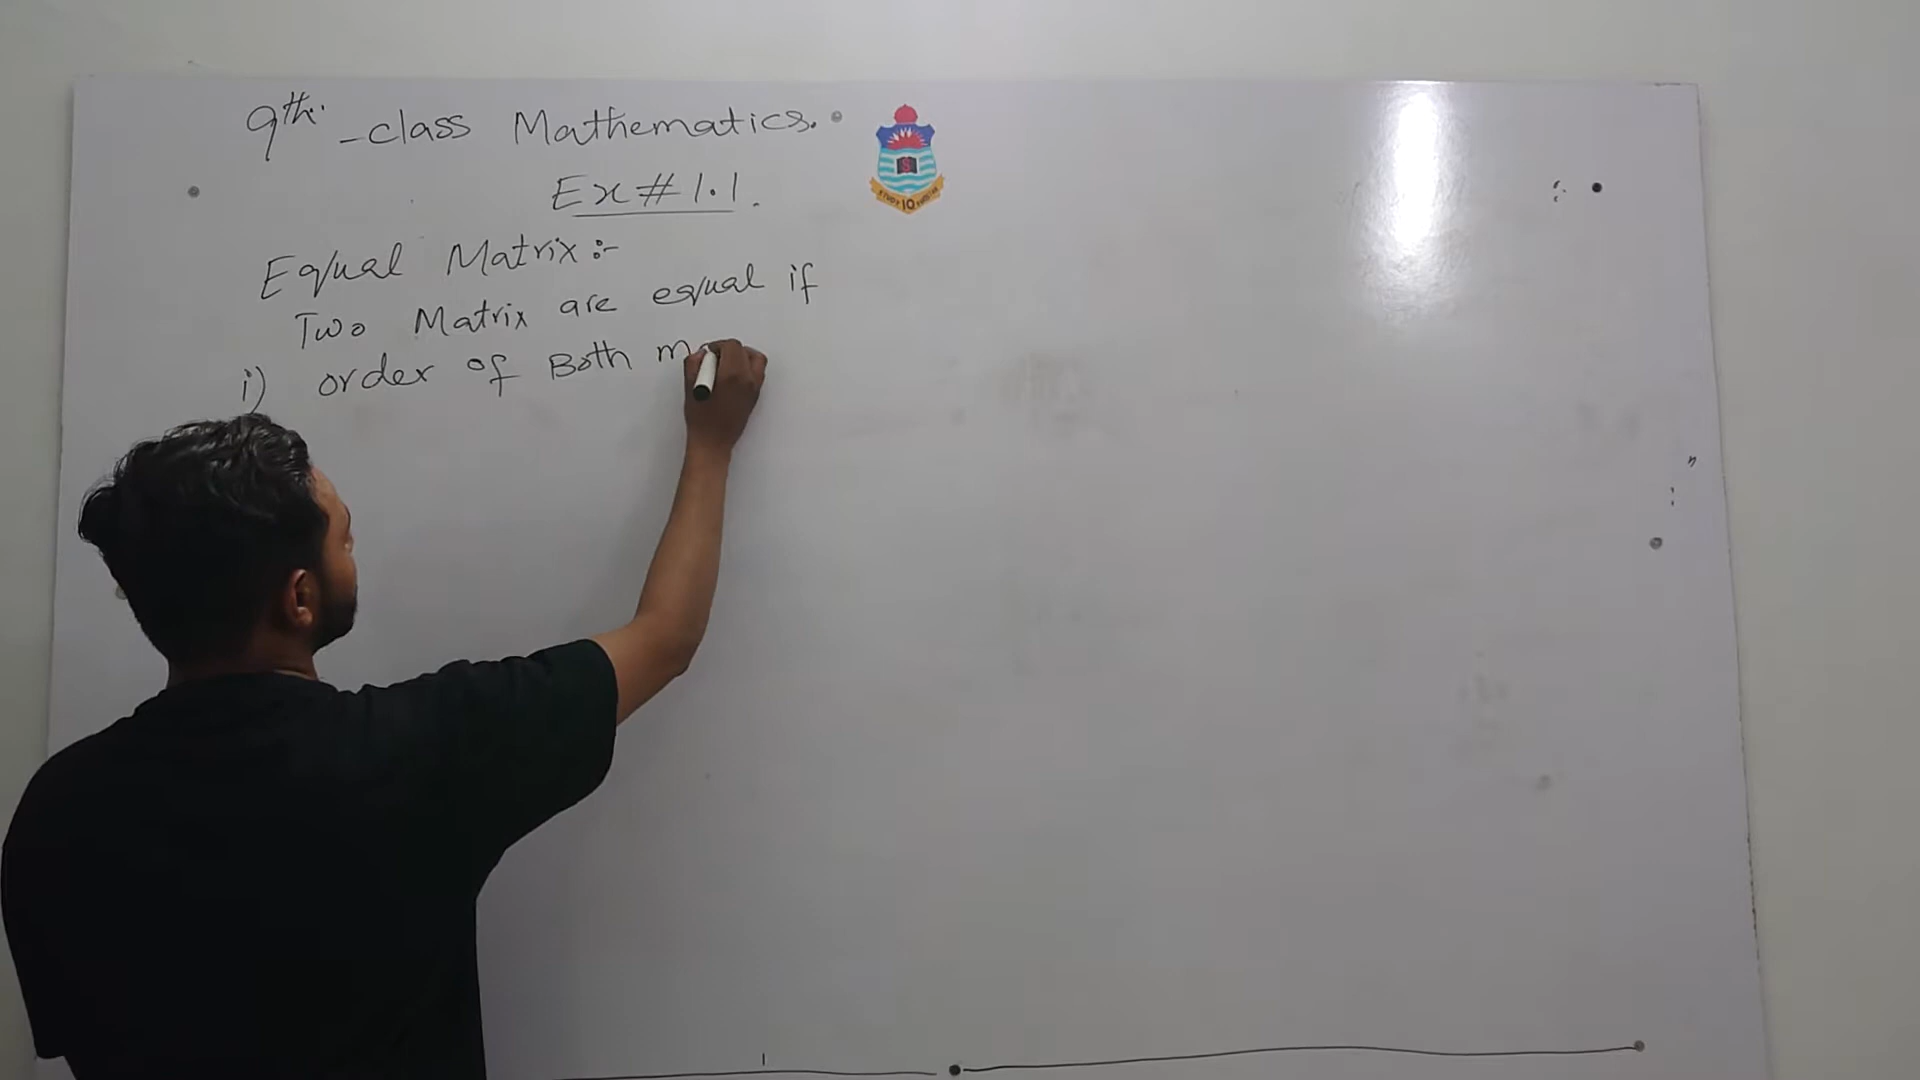 9th. -class Mathematics.
Ex # 1.1.
Equal Matrix :-
Two Matrix are equal if
i) order of Both